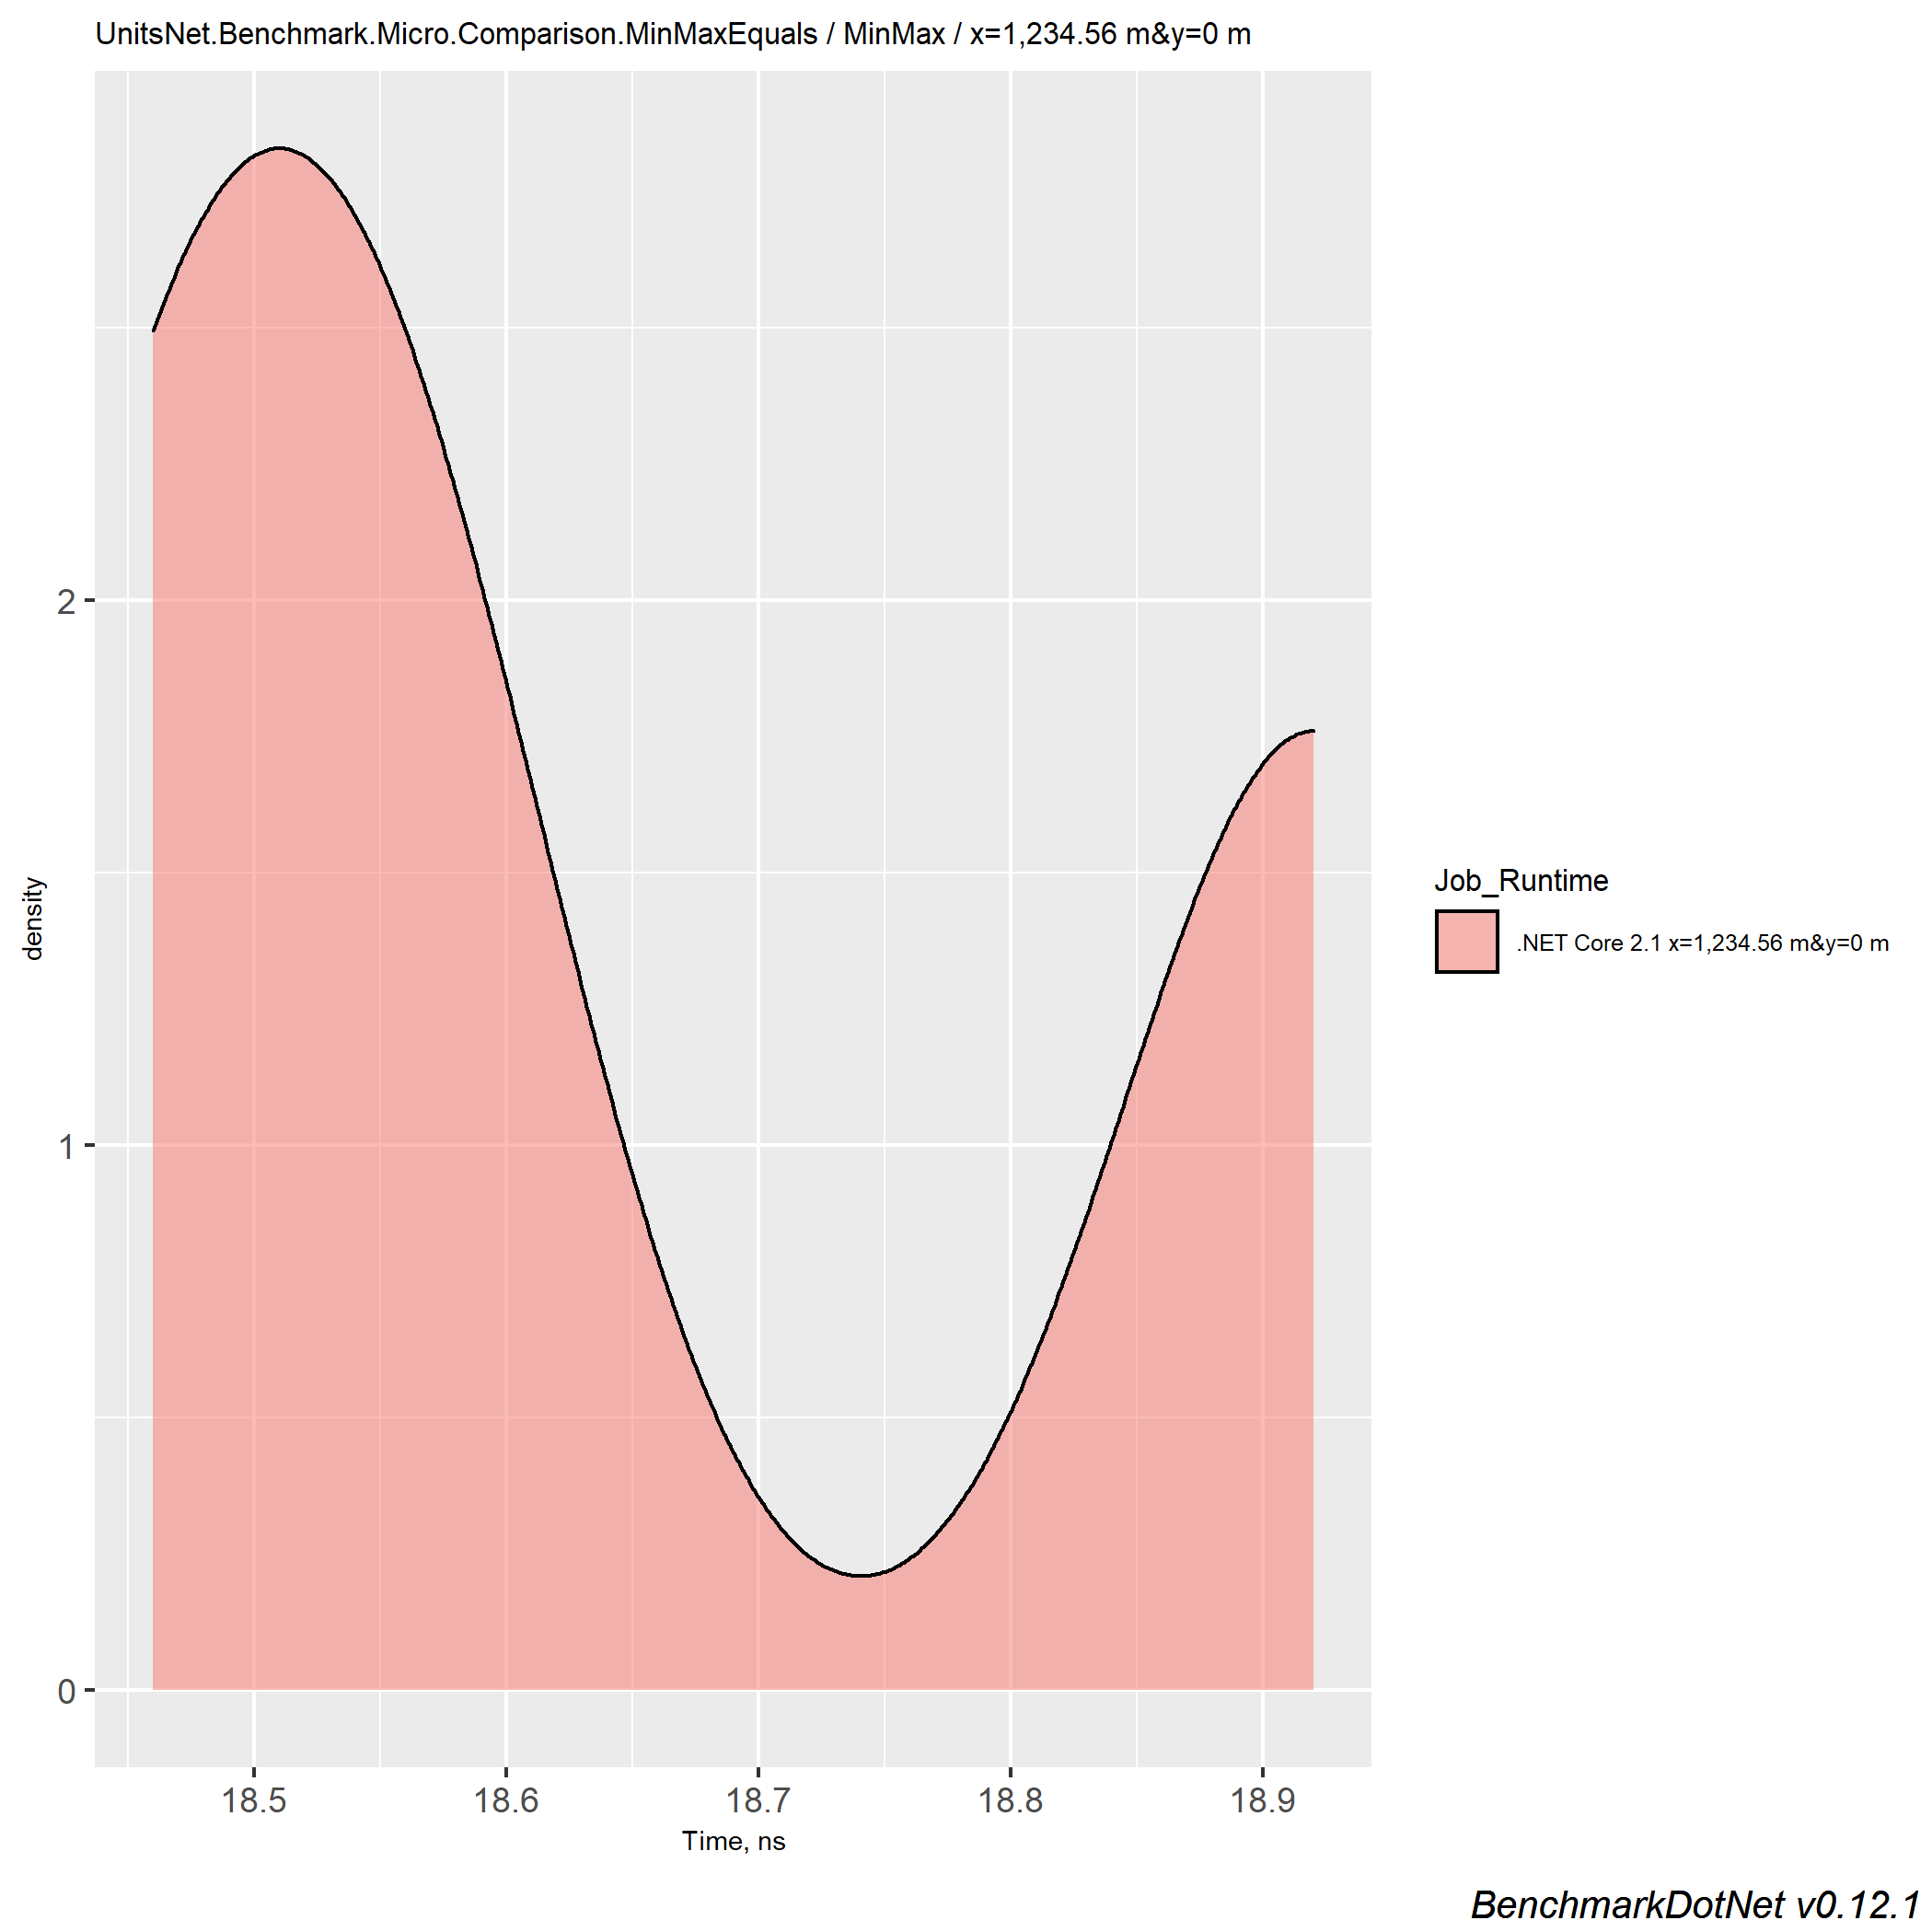 UnitsNet.Benchmark.Micro.Comparison.MinMaxEquals / MinMax / x=1,234.56 m&y=0 m
density
2
1
0
18.5 18.6 18.7 18.8 18.9
Time, ns
Job_Runtime
.NET Core 2.1 x=1,234.56 m&y=0 m
BenchmarkDotNet v0.12.1